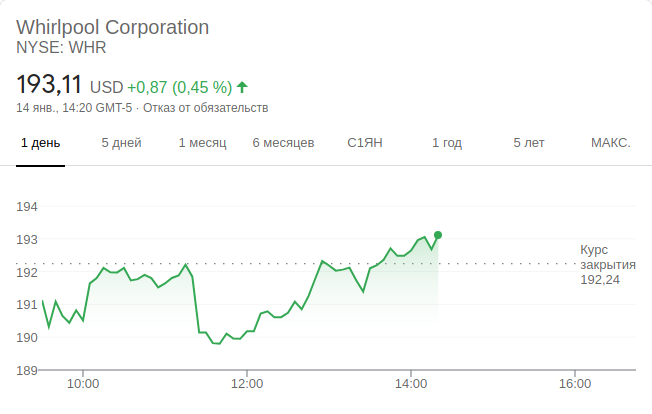 Whirlpool Corporation
NYSE: WHR
193,11 USD +0,87 (0,45 %)
14 янв., 14:20 GMT-5 · Отказ от обязательств
1 день 5 дней 1 месяц 6 месяцев С1ЯН 1 год 5 лет МАКС.
194
193
192
191
190
189
Курс
закрытия
192,24
10:00 12:00 14:00 16:00